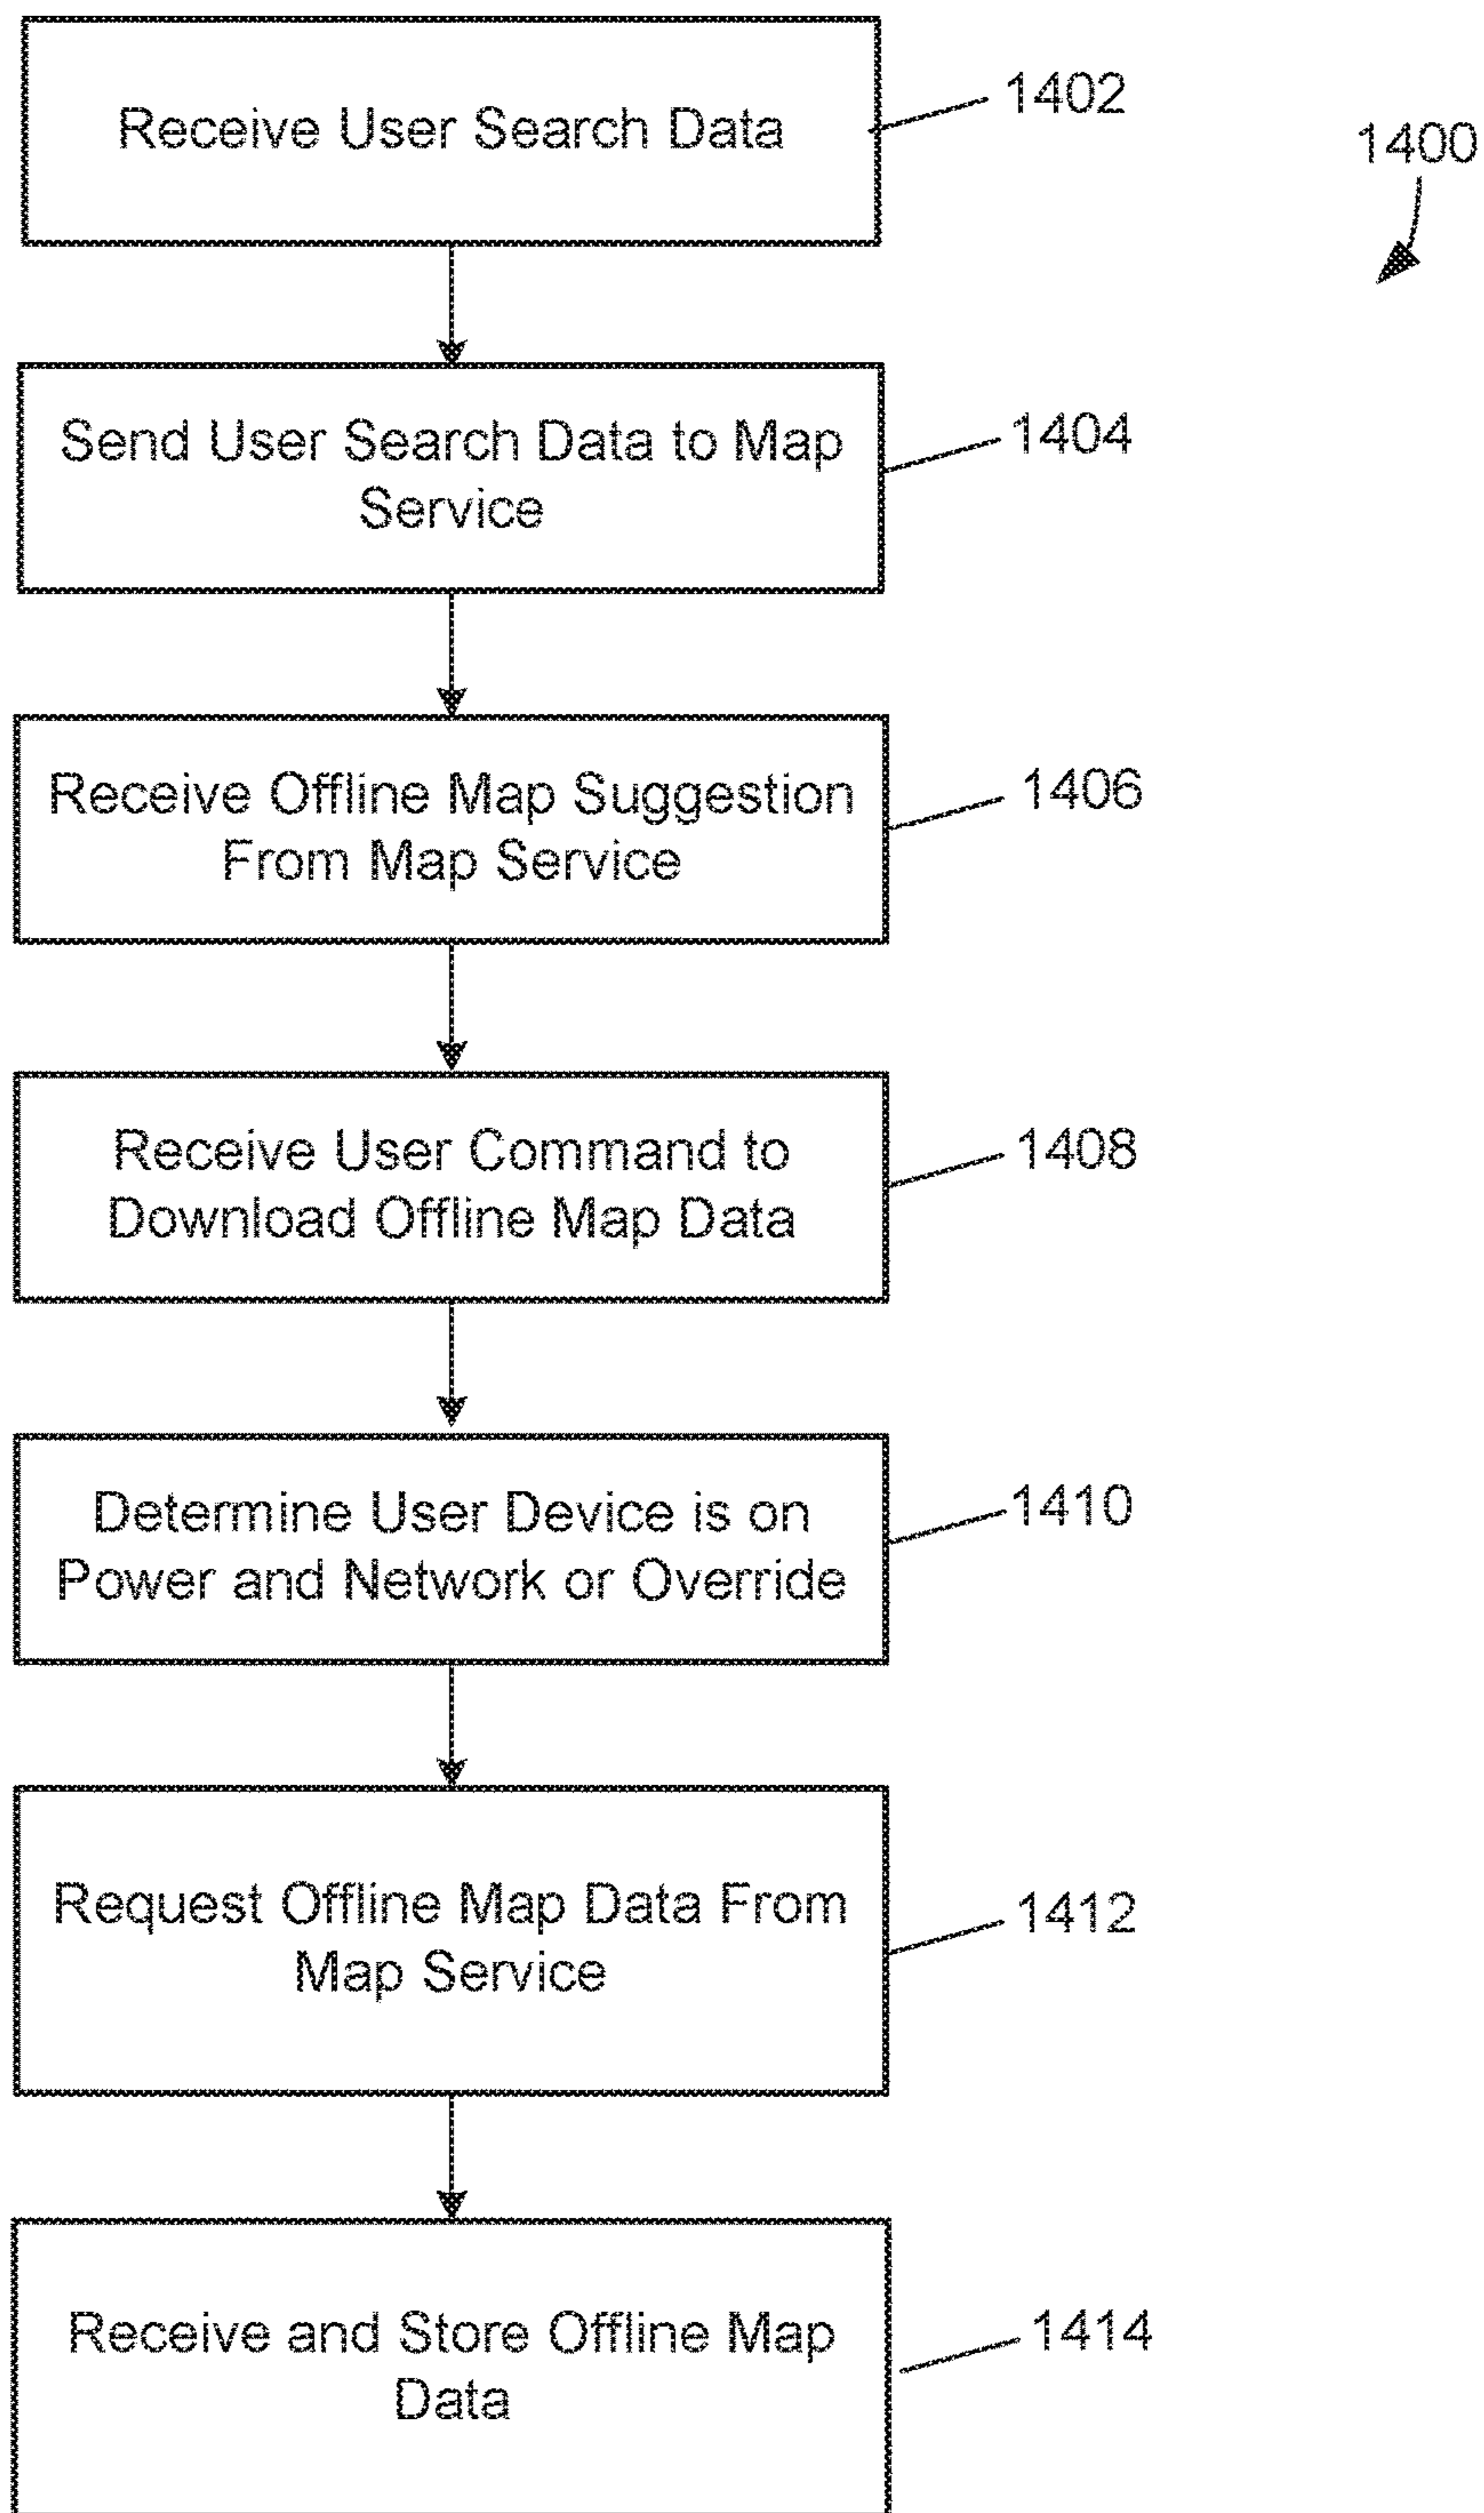 Receive User Search Data
1402
1400
Send User Search Data to Map
Service
1404
Receive Offline Map Suggestion
From Map Service
1406
Receive User Command to
Download Offline Map Data
1408
Determine User Device is on
Power and Network or Override
1410
Request Offline Map Data From
Map Service
1412
Receive and Store Offline Map
Data
1414